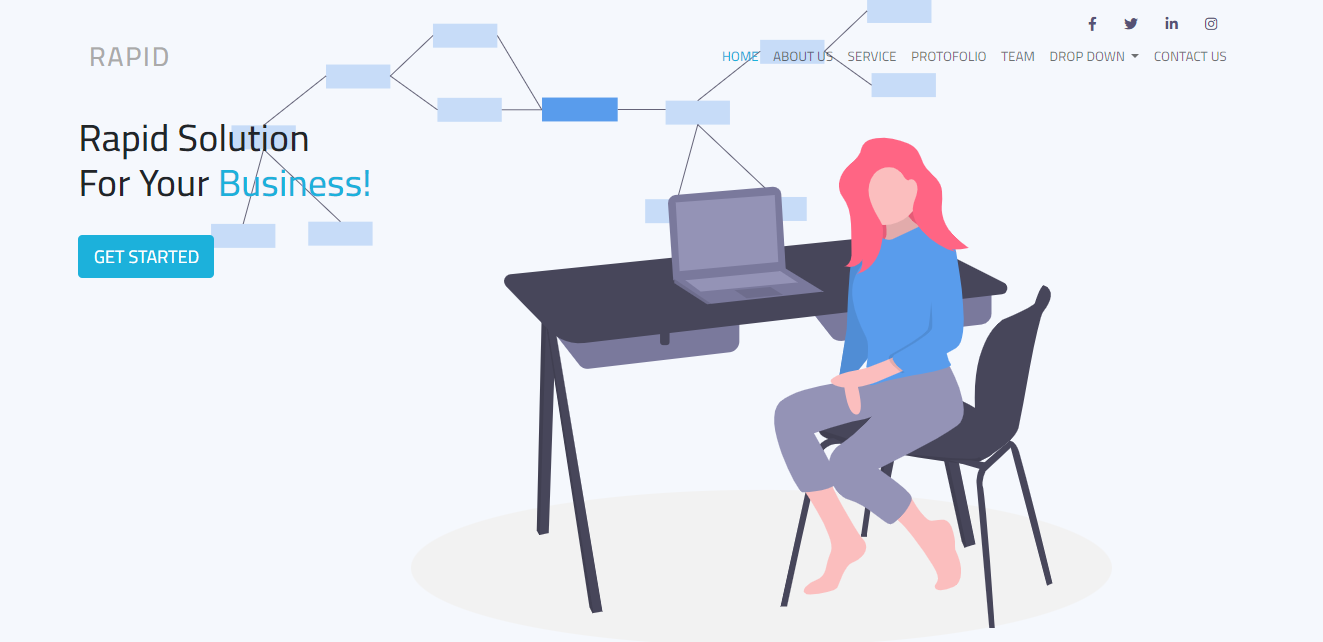 RAPID
HOME ABOUT US SERVICE PROTOFOLIO TEAM DROP DOWN CONTACT US
Rapid Solution
For Your Business!
GET STARTED